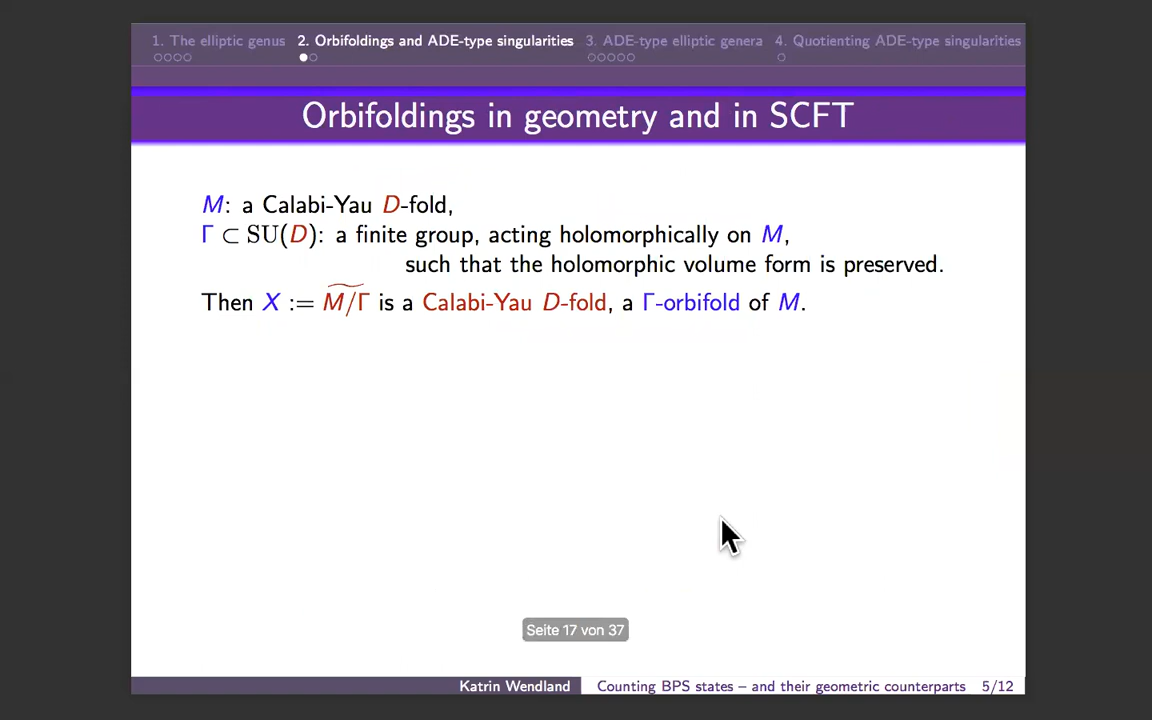 1. The elliptic genus 2. Orbifoldings and ADE-type singularities 3. ADE-type elliptic genera 4. Quotienting ADE-type singularities
Orbifoldings in geometry and in SCFT
M: a Calabi-Yau D-fold,
Γ ⊂ SU(D): a finite group, acting holomorphically on M,
such that the holomorphic volume form is preserved.
Then X := \widetilde{M/Γ} is a Calabi-Yau D-fold, a Γ-orbifold of M.
Seite 17 von 37
Katrin Wendland Counting BPS states – and their geometric counterparts 5/12